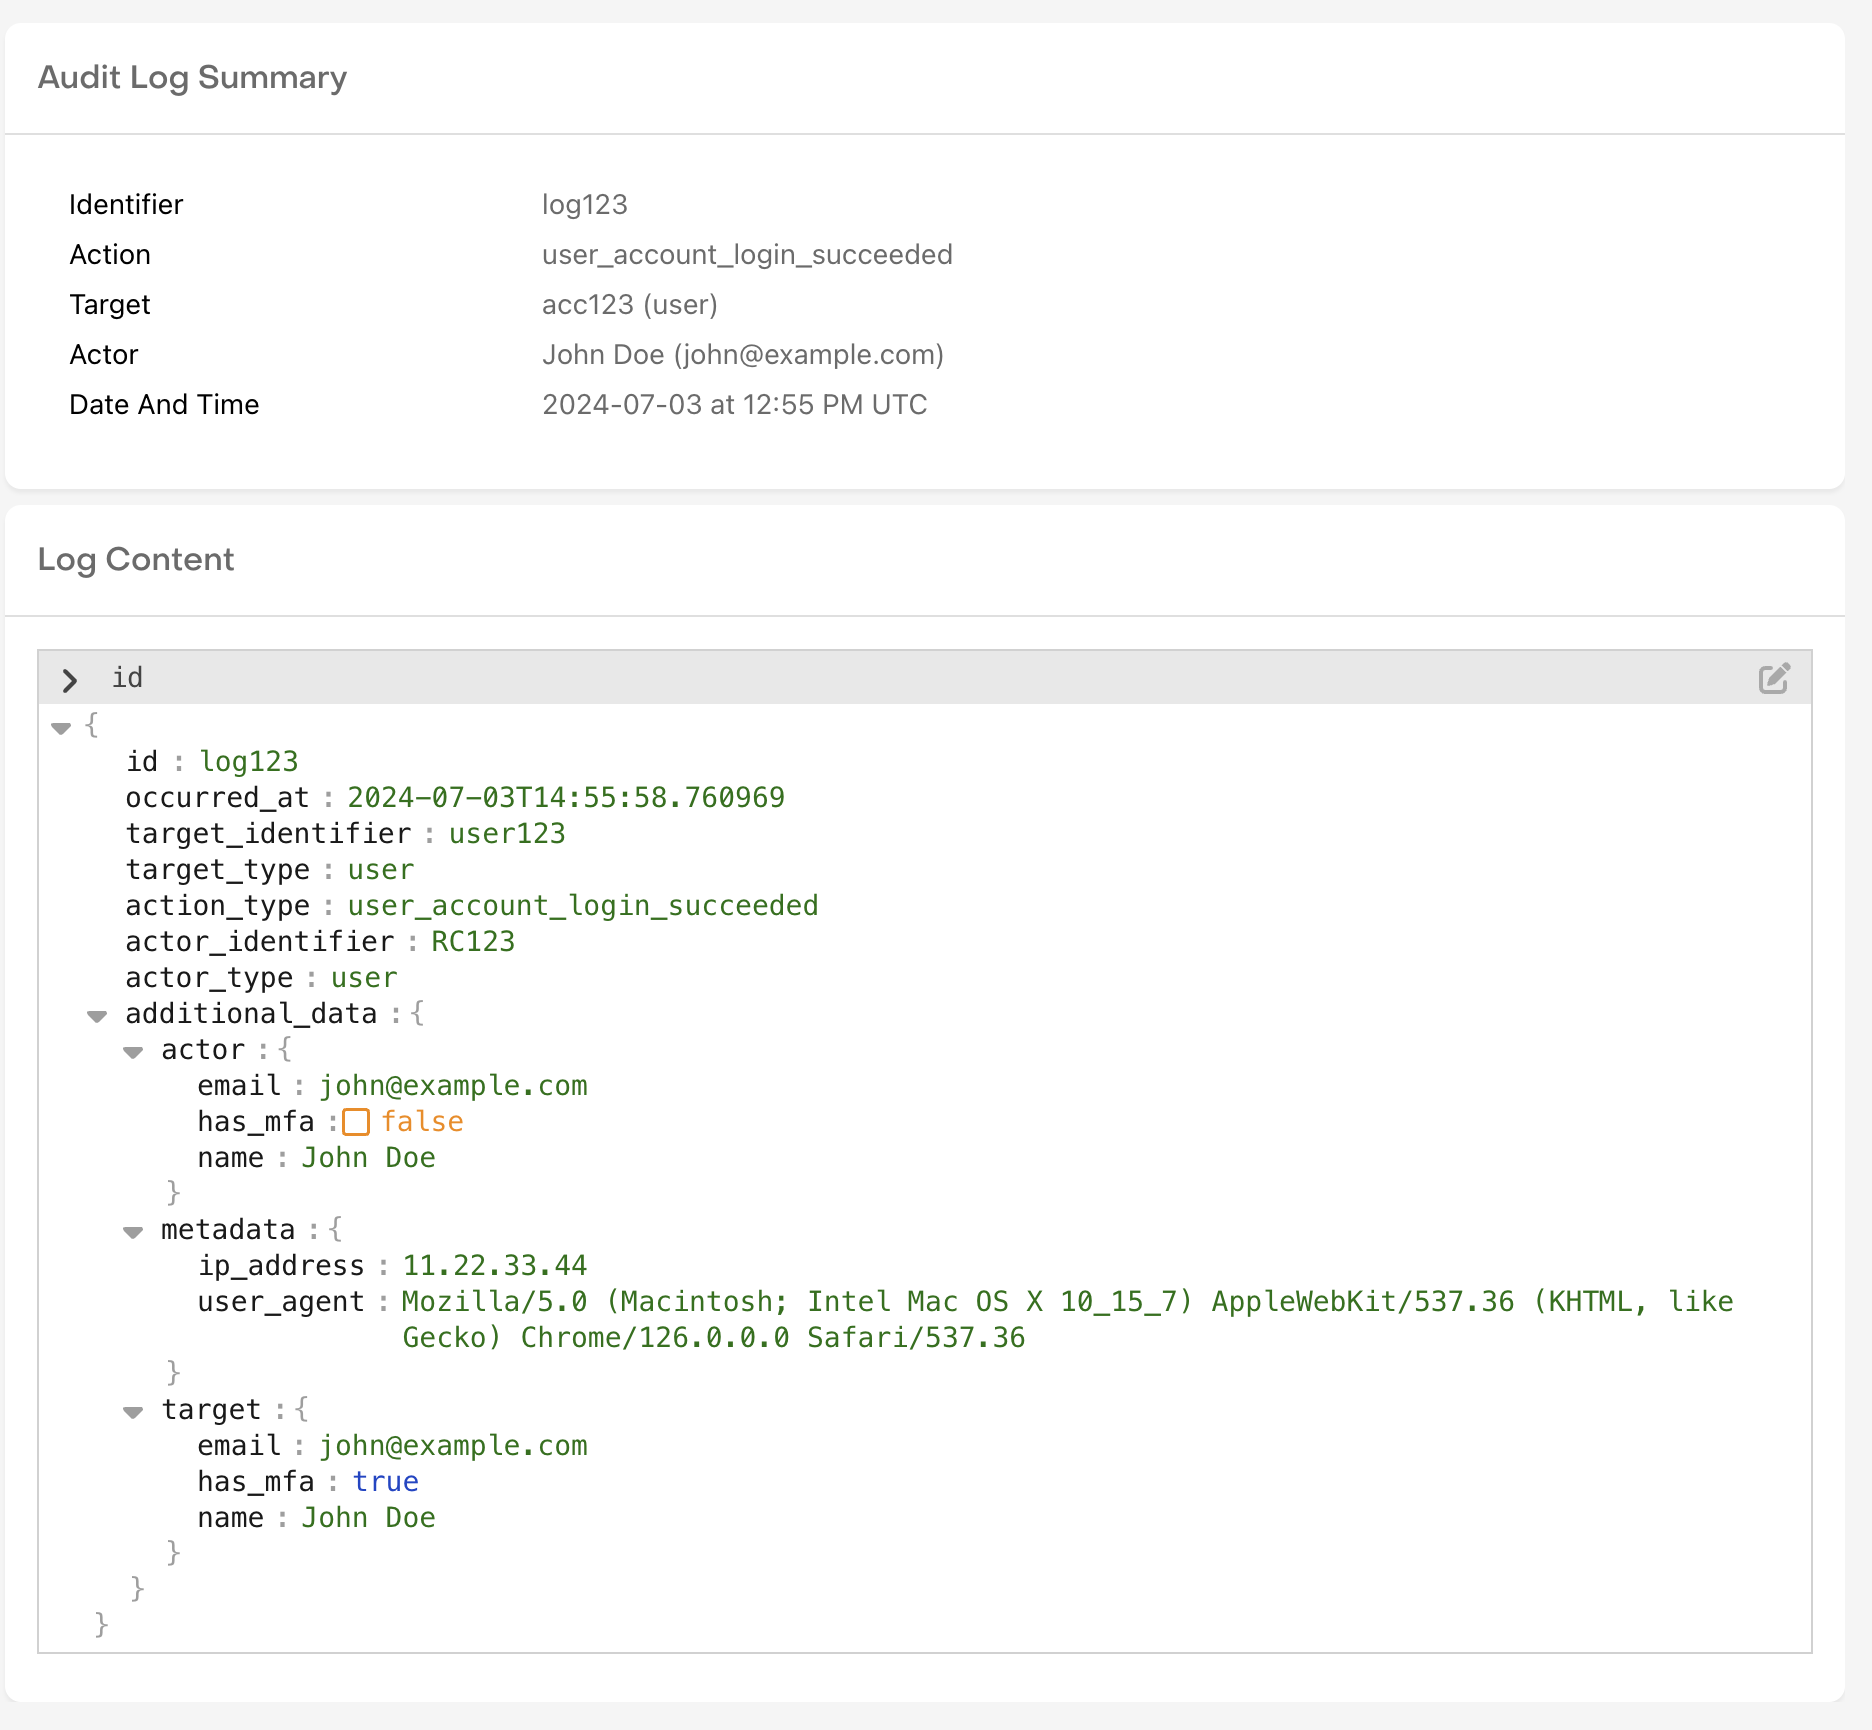 Audit Log Summary
Identifier log123
Action user_account_login_succeeded
Target acc123 (user)
Actor John Doe (john@example.com)
Date And Time 2024-07-03 at 12:55 PM UTC
Log Content
id
{
id : log123
occurred_at : 2024-07-03T14:55:58.760969
target_identifier : user123
target_type : user
action_type : user_account_login_succeeded
actor_identifier : RC123
actor_type : user
additional_data : {
actor : {
email : john@example.com
has_mfa : false
name : John Doe
}
metadata : {
ip_address : 11.22.33.44
user_agent : Mozilla/5.0 (Macintosh; Intel Mac OS X 10_15_7) AppleWebKit/537.36 (KHTML, like
Gecko) Chrome/126.0.0.0 Safari/537.36
}
target : {
email : john@example.com
has_mfa : true
name : John Doe
}
}
}